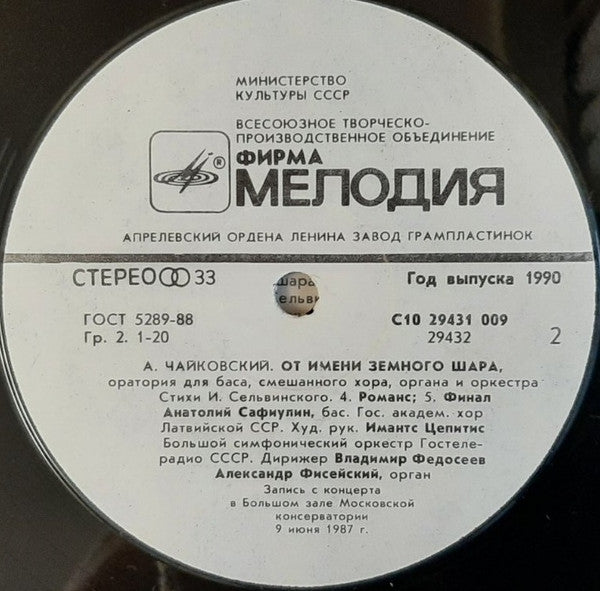 МИНИСТЕРСТВО
КУЛЬТУРЫ СССР
ВСЕСОЮЗНОЕ ТВОРЧЕСКО-
ПРОИЗВОДСТВЕННОЕ ОБЪЕДИНЕНИЕ
®
ФИРМА
МЕЛОДИЯ
АПРЕЛЕВСКИЙ ОРДЕНА ЛЕНИНА ЗАВОД ГРАМПЛАСТИНОК
СТЕРЕО 33
Год выпуска 1990
ГОСТ 5289-88
С10 29431 009
Гр. 2. 1-20
29432
2
А. ЧАЙКОВСКИЙ. ОТ ИМЕНИ ЗЕМНОГО ШАРА,
оратория для баса, смешанного хора, органа и оркестра
Стихи И. Сельвинского. 4. Романс; 5. Финал
Анатолий Сафиулин, бас. Гос. академ. хор
Латвийской ССР. Худ. рук. Имантс Цепитис
Большой симфонический оркестр Гостеле-
радио СССР. Дирижер Владимир Федосеев
Александр Фисейский, орган
Запись с концерта
в Большом зале Московской
консерватории
9 июня 1987 г.